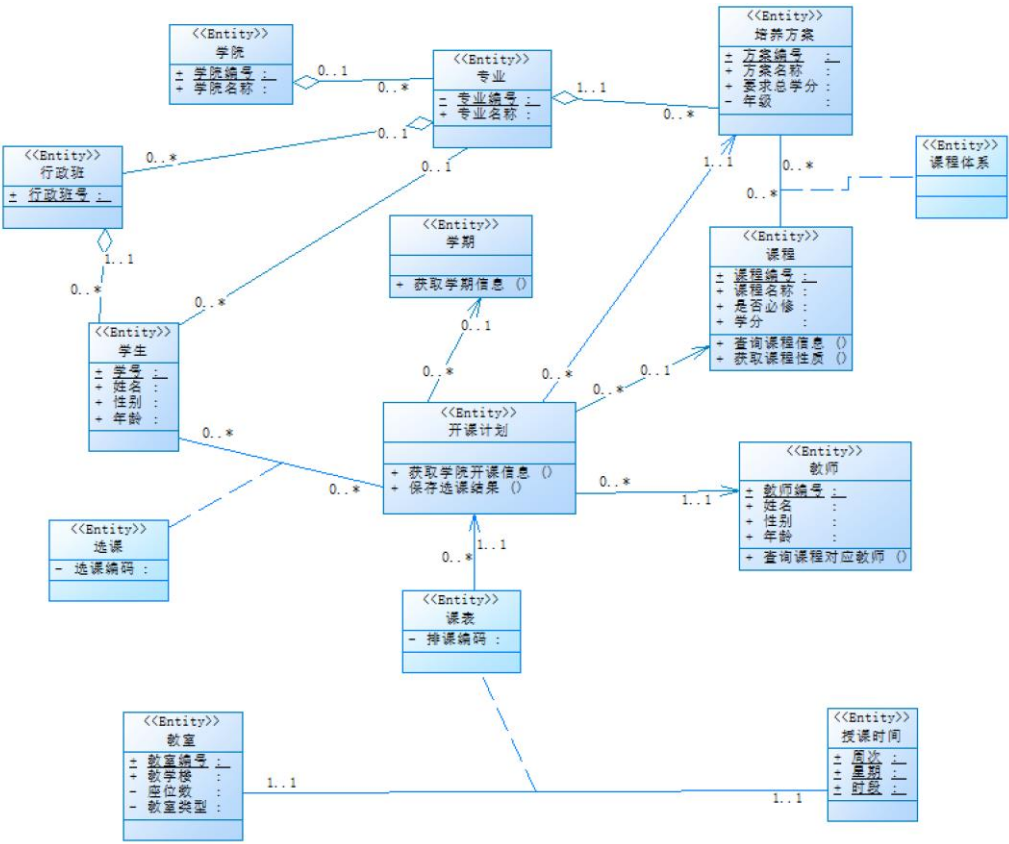 <<Entity>>
学院
+ 学院编号 :
+ 学院名称 :
0..1
0..*
<<Entity>>
专业
- 专业编号 :
+ 专业名称 :
1..1
0..*
<<Entity>>
培养方案
+ 方案编号 :
+ 方案名称 :
+ 要求总学分 :
- 年级 :
<<Entity>>
行政班
+ 行政班号 :
0..*
0..1
0..1
1..1
0..*
0..*
0..*
<<Entity>>
课程体系
<<Entity>>
学期
+ 获取学期信息 ()
<<Entity>>
课程
+ 课程编号 :
+ 课程名称 :
+ 是否必修 :
+ 学分 :
+ 查询课程信息 ()
+ 获取课程性质 ()
1..1
0..*
0..*
<<Entity>>
学生
+ 学号 :
+ 姓名 :
+ 性别 :
+ 年龄 :
0..1
0..*
0..*
0..*
0..1
<<Entity>>
开课计划
+ 获取学院开课信息 ()
+ 保存选课结果 ()
0..*
0..*
0..*
1..1
<<Entity>>
教师
+ 教师编号 :
+ 姓名 :
+ 性别 :
+ 年龄 :
+ 查询课程对应教师 ()
<<Entity>>
选课
- 选课编码 :
1..1
0..*
<<Entity>>
课表
- 排课编码 :
<<Entity>>
教室
+ 教室编号 :
+ 教学楼 :
- 座位数 :
- 教室类型 :
1..1
1..1
<<Entity>>
授课时间
+ 周次 :
+ 星期 :
+ 时段 :